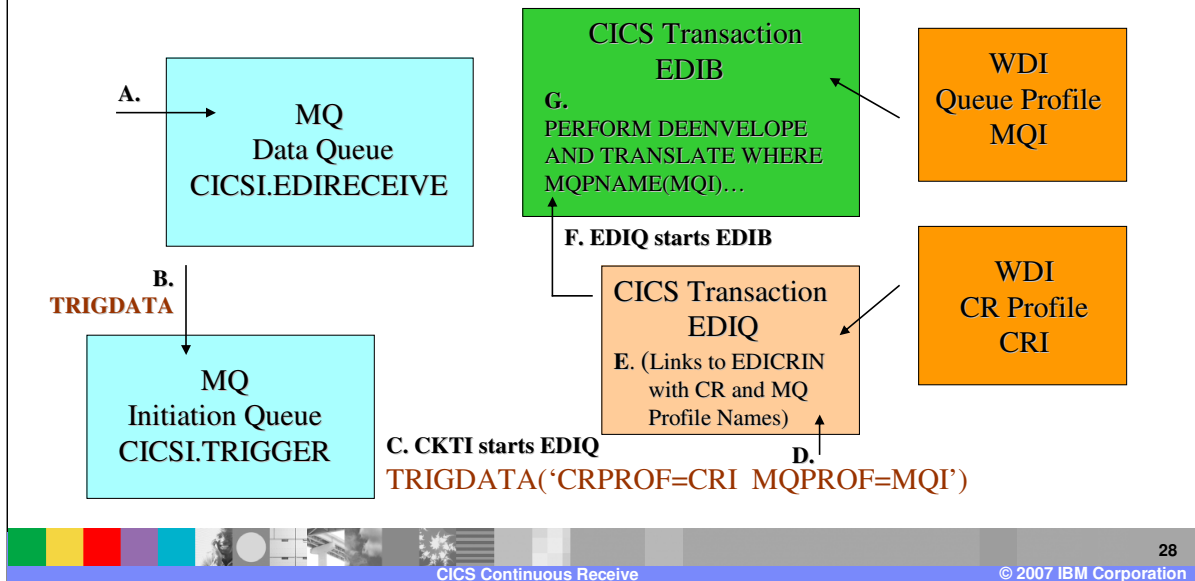 A.
MQ
Data Queue
CICSI.EDIRECEIVE
B.
TRIGDATA
MQ
Initiation Queue
CICSI.TRIGGER
C. CKTI starts EDIQ
D.
TRIGDATA(‘CRPROF=CRI MQPROF=MQI’)
CICS Transaction
EDIQ
E. (Links to EDICRIN
with CR and MQ
Profile Names)
F. EDIQ starts EDIB
CICS Transaction
EDIB
G.
PERFORM DEENVELOPE
AND TRANSLATE WHERE
MQPNAME(MQI)…
WDI
Queue Profile
MQI
WDI
CR Profile
CRI
28
CICS Continuous Receive
© 2007 IBM Corporation